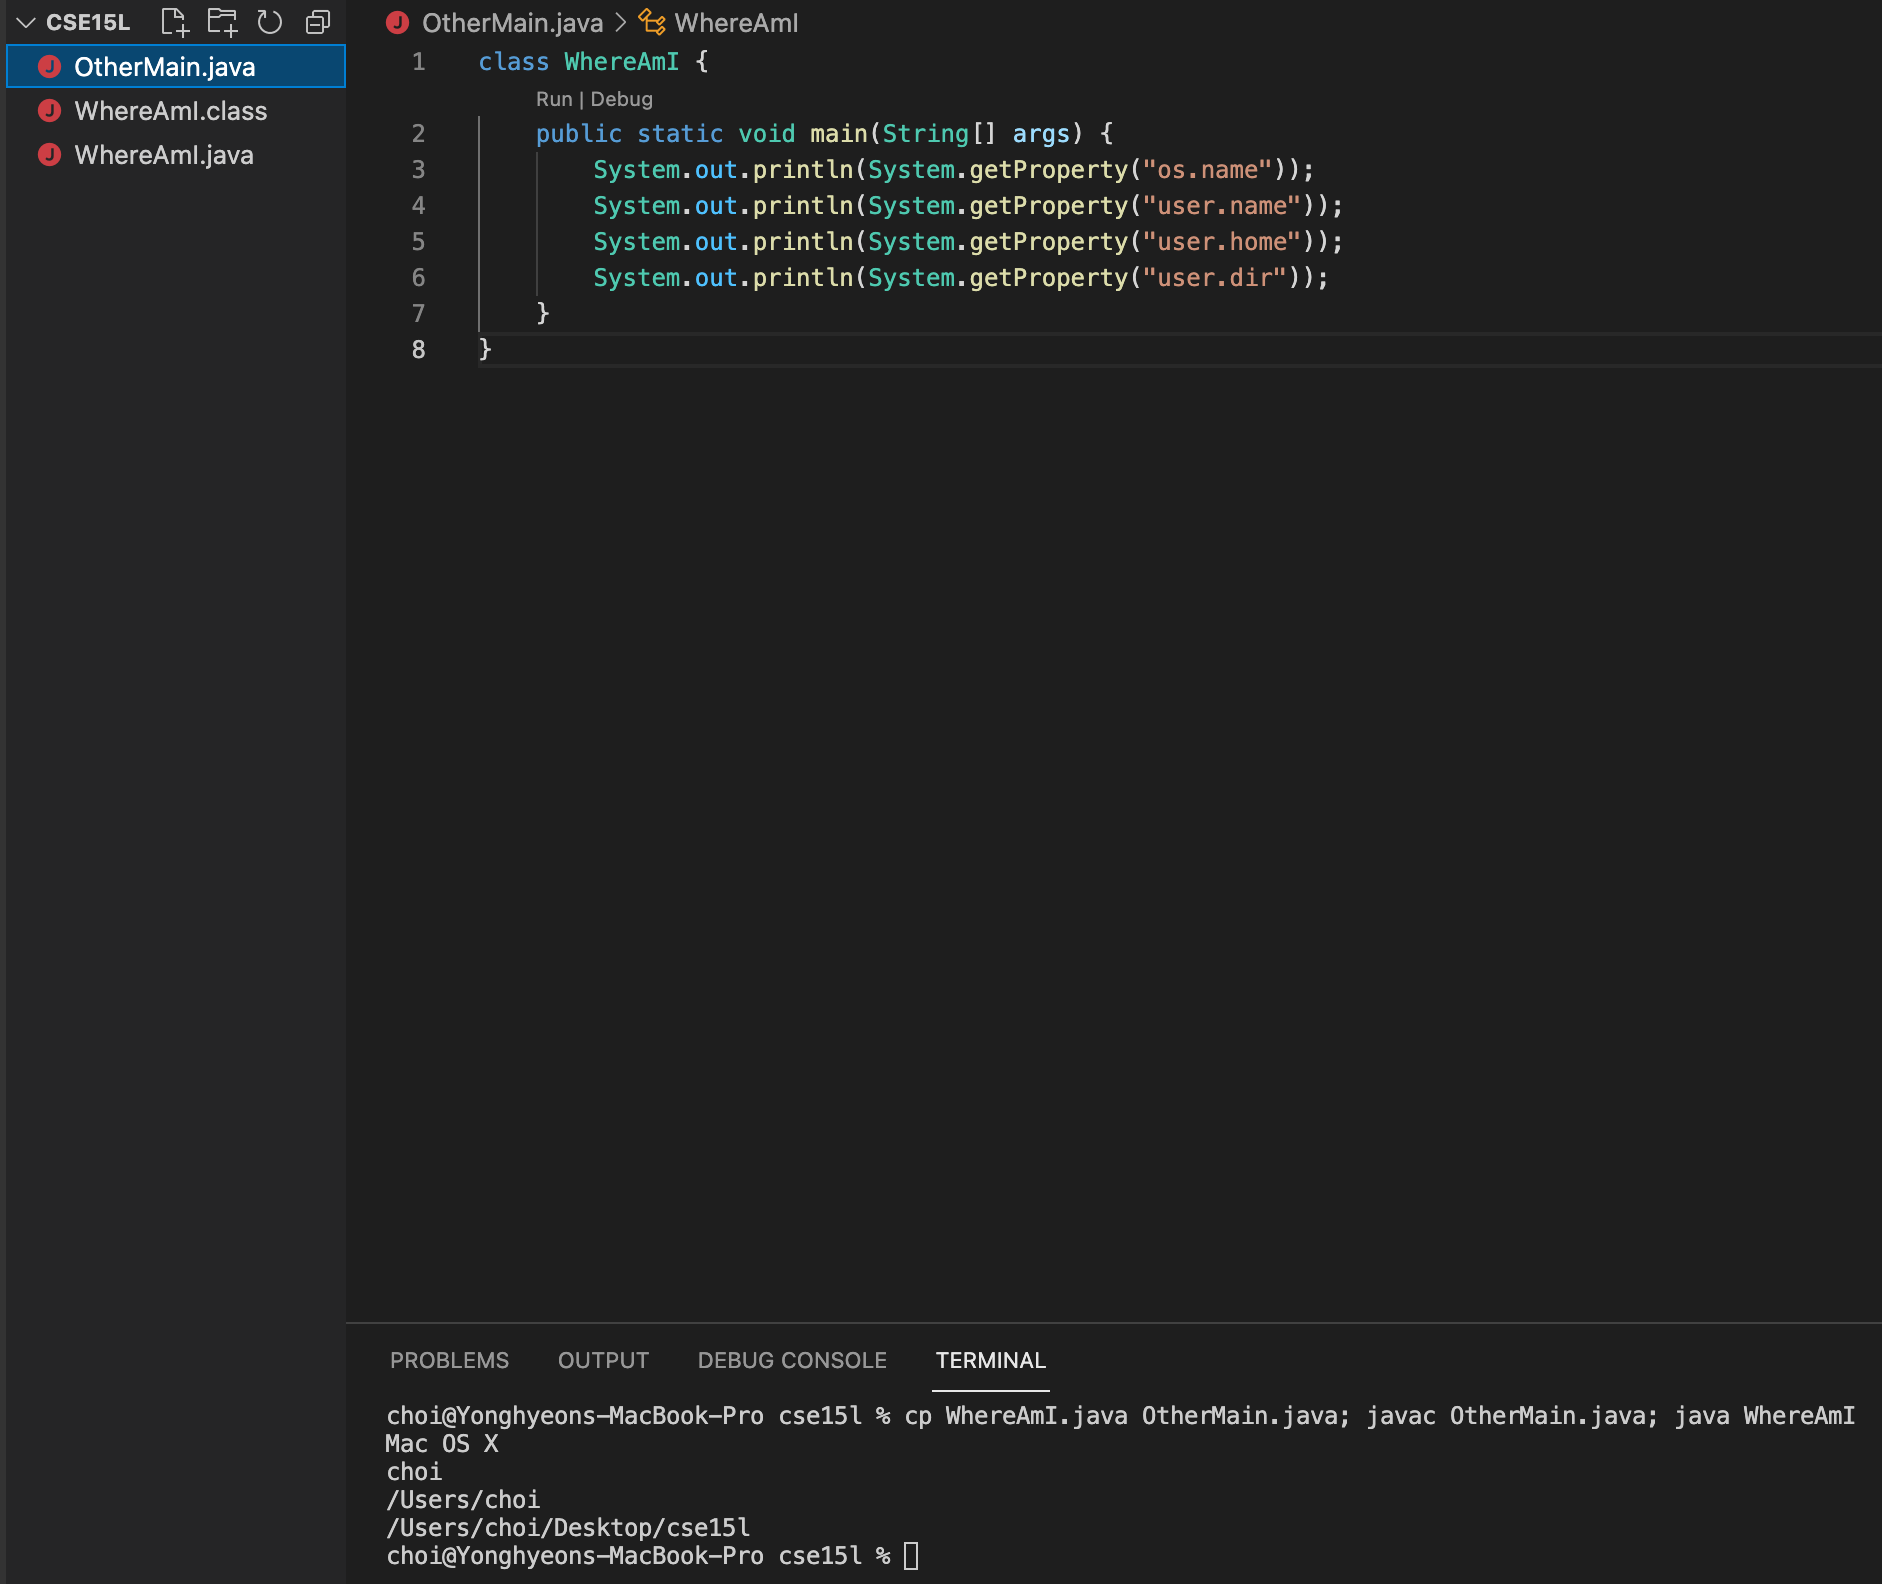 CSE15L
OtherMain.java
WhereAmI.class
WhereAmI.java
OtherMain.java > WhereAmI
1 class WhereAmI {
Run | Debug
2 public static void main(String[] args) {
3 System.out.println(System.getProperty("os.name"));
4 System.out.println(System.getProperty("user.name"));
5 System.out.println(System.getProperty("user.home"));
6 System.out.println(System.getProperty("user.dir"));
7 }
8 }
PROBLEMS OUTPUT DEBUG CONSOLE TERMINAL
choi@Yonghyeons-MacBook-Pro cse15l % cp WhereAmI.java OtherMain.java; javac OtherMain.java; java WhereAmI
Mac OS X
choi
/Users/choi
/Users/choi/Desktop/cse15l
choi@Yonghyeons-MacBook-Pro cse15l %